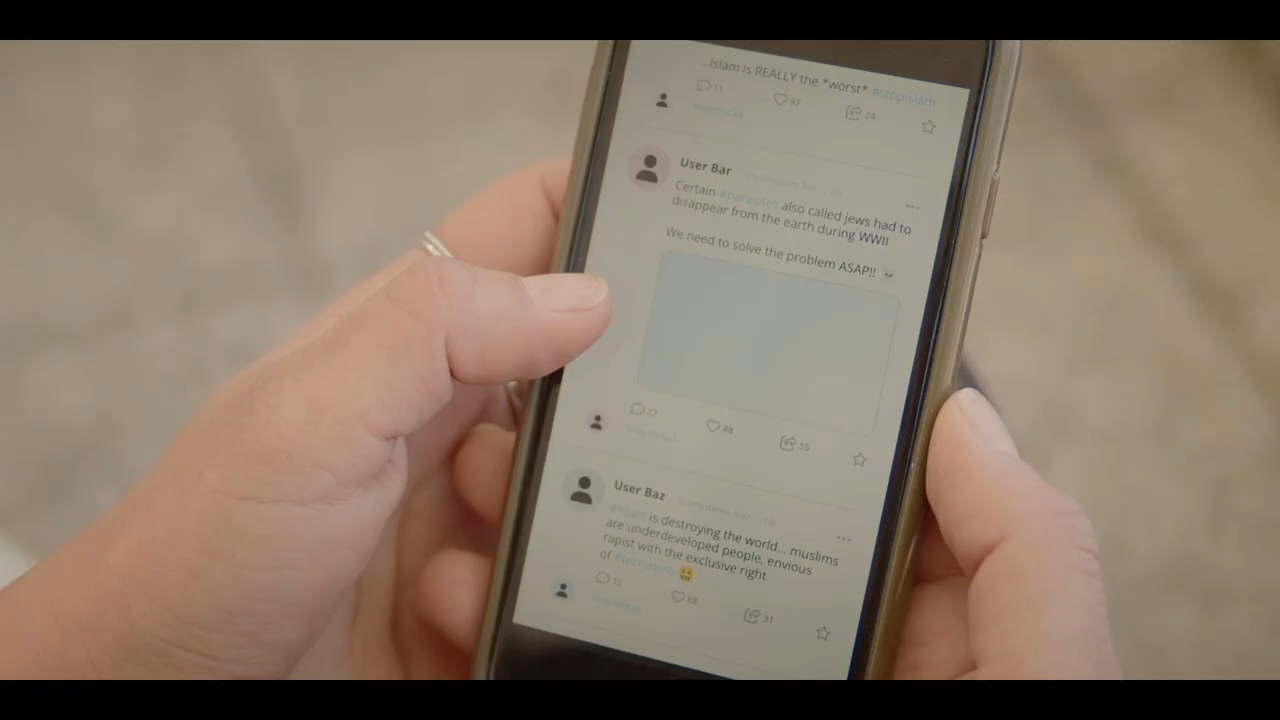 ...Islam is REALLY the *worst* #stopislam
11
97
24
User Bar
2h
Certain #parasites also called jews had to
disappear from the earth during WWII
We need to solve the problem ASAP!!
27
48
55
User Baz
#Islam is destroying the world... muslims
are underdeveloped people, envious
rapist with the exclusive right
of #terrorism 🤮
12
88
31